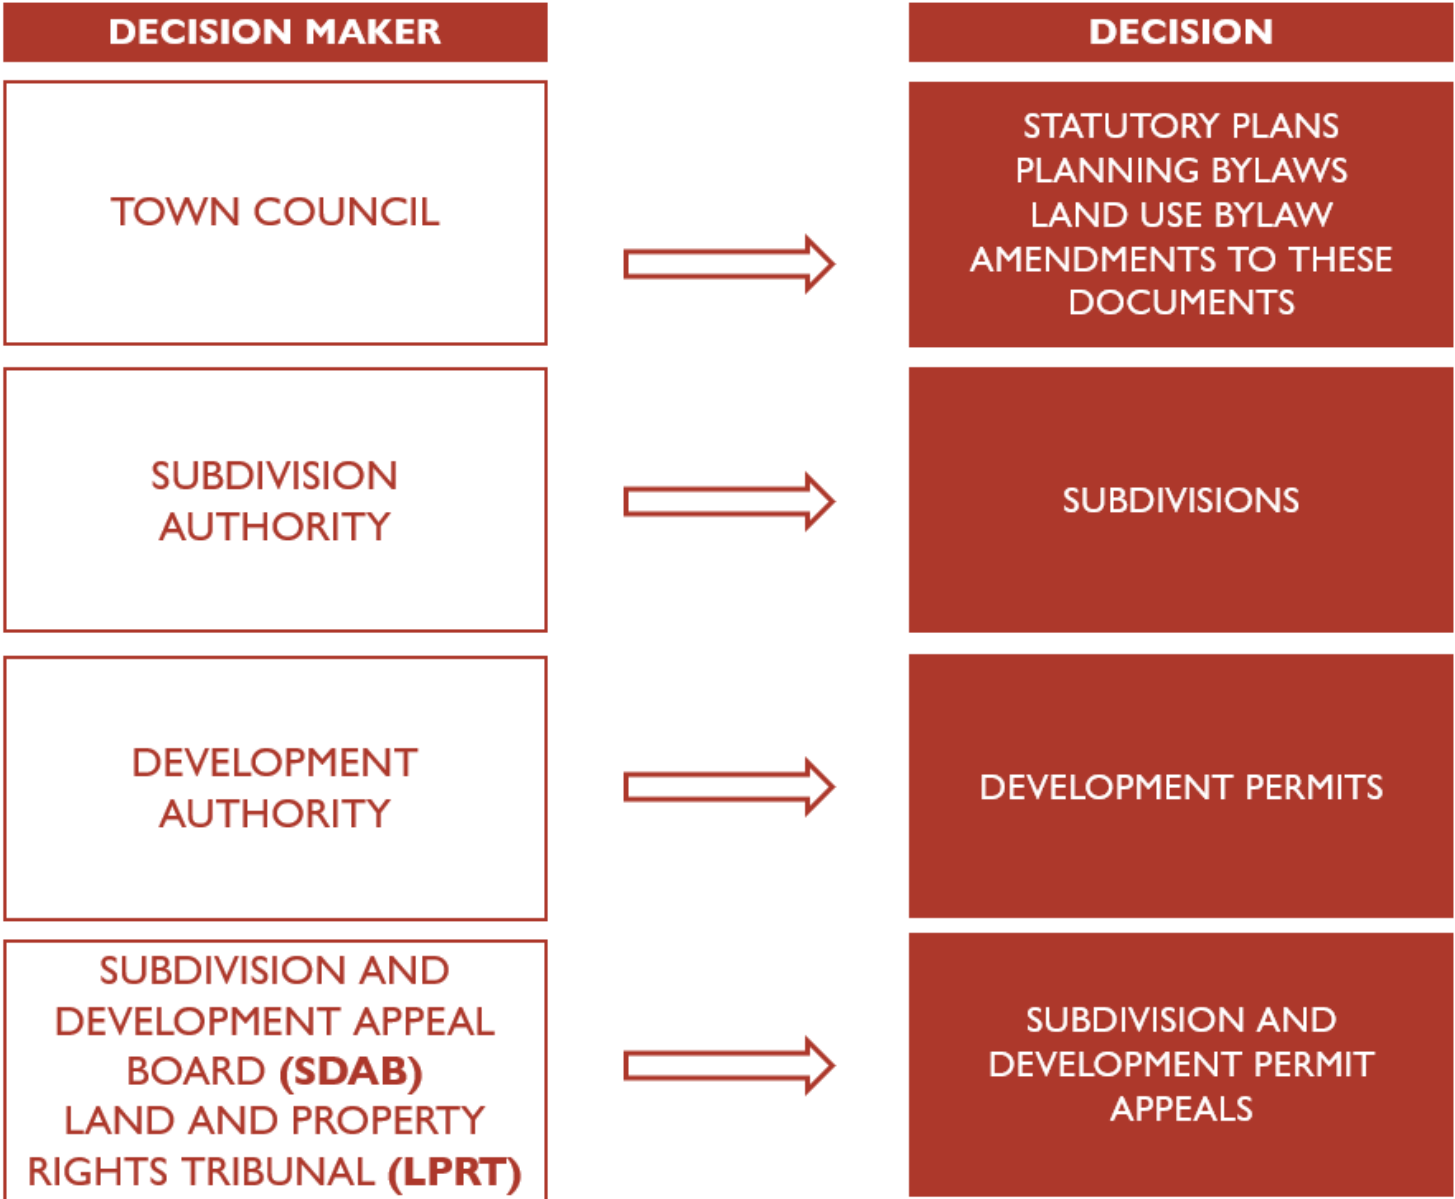 DECISION MAKER
DECISION
TOWN COUNCIL
STATUTORY PLANS
PLANNING BYLAWS
LAND USE BYLAW
AMENDMENTS TO THESE
DOCUMENTS
SUBDIVISION
AUTHORITY
SUBDIVISIONS
DEVELOPMENT
AUTHORITY
DEVELOPMENT PERMITS
SUBDIVISION AND
DEVELOPMENT APPEAL
BOARD (SDAB)
LAND AND PROPERTY
RIGHTS TRIBUNAL (LPRT)
SUBDIVISION AND
DEVELOPMENT PERMIT
APPEALS